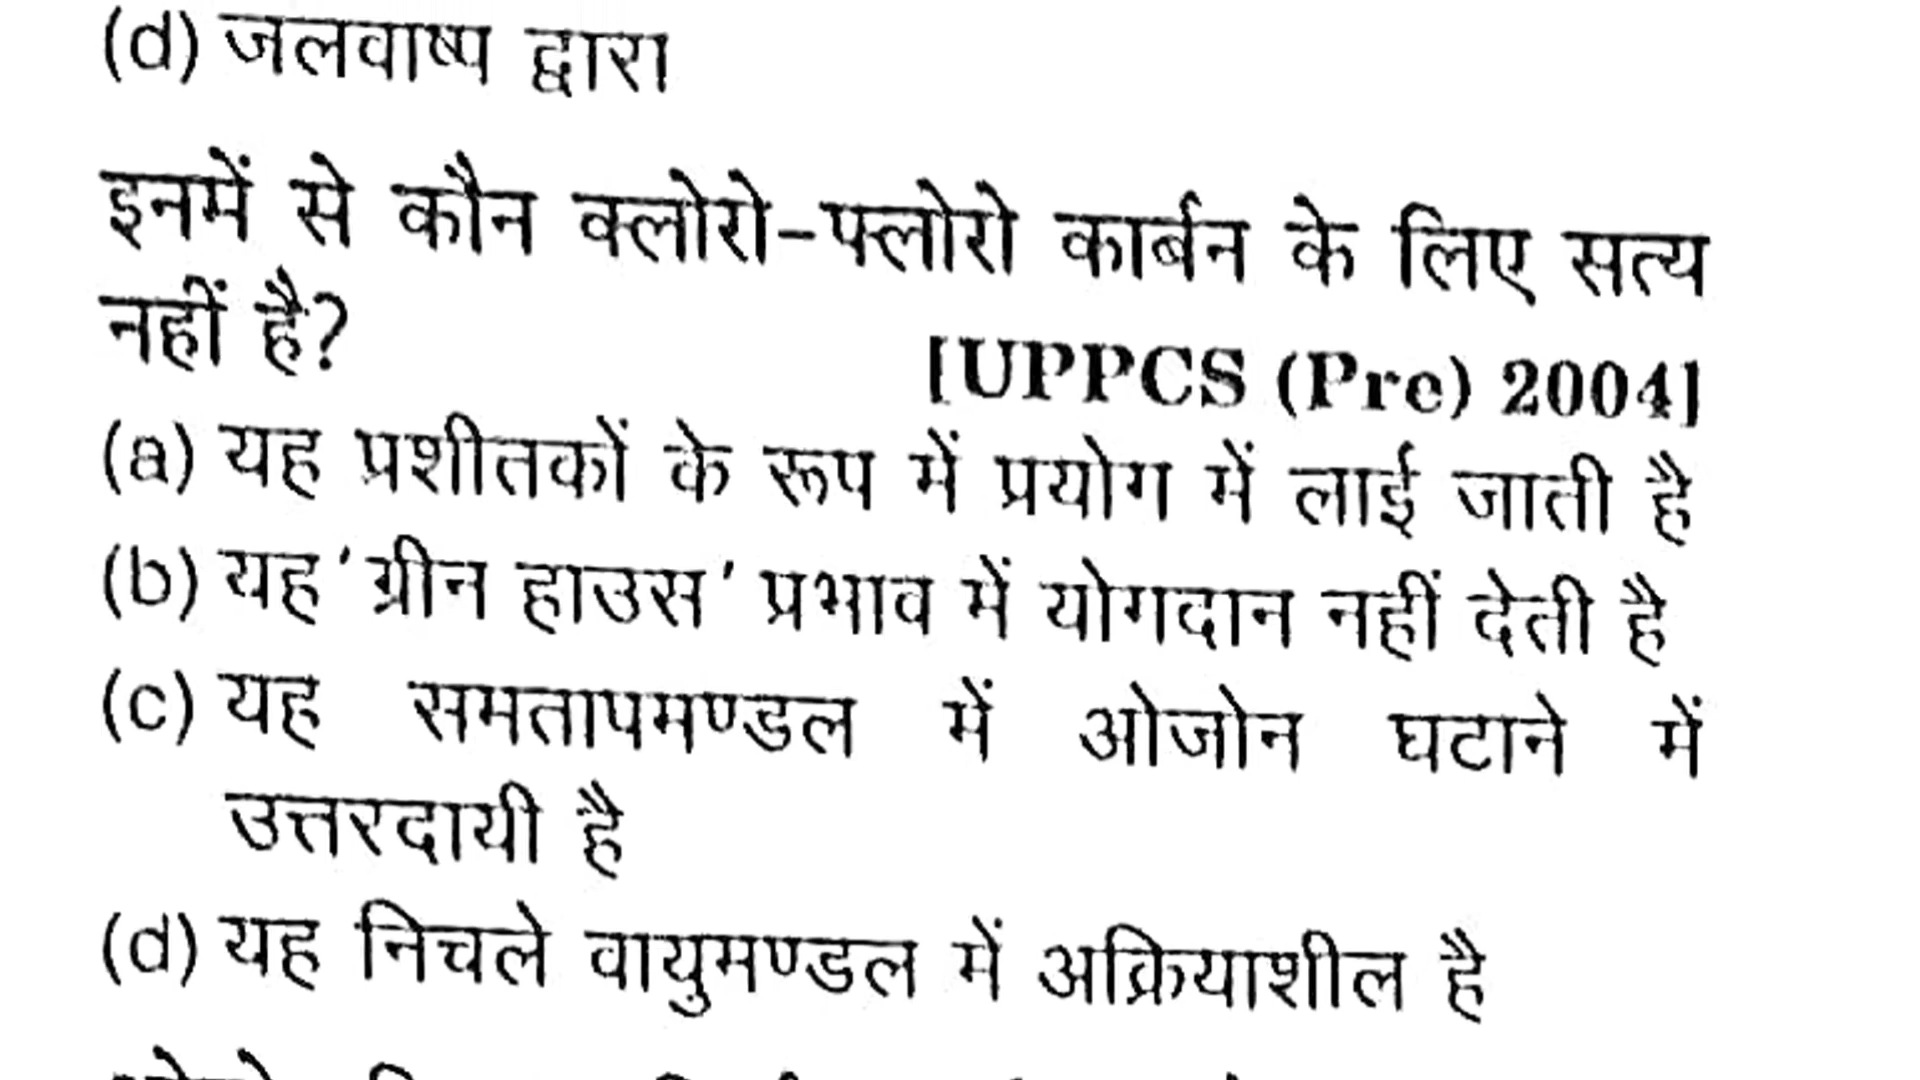 (d) जलवाष्प द्वारा
इनमें से कौन क्लोरो-फ्लोरो कार्बन के लिए सत्य
नहीं है?
[UPPCS (Pre) 2004]
(a) यह प्रशीतकों के रूप में प्रयोग में लाई जाती है
(b) यह 'ग्रीन हाउस' प्रभाव में योगदान नहीं देती है
(c) यह समतापमण्डल में ओजोन घटाने में
उत्तरदायी है
(d) यह निचले वायुमण्डल में अक्रियाशील है